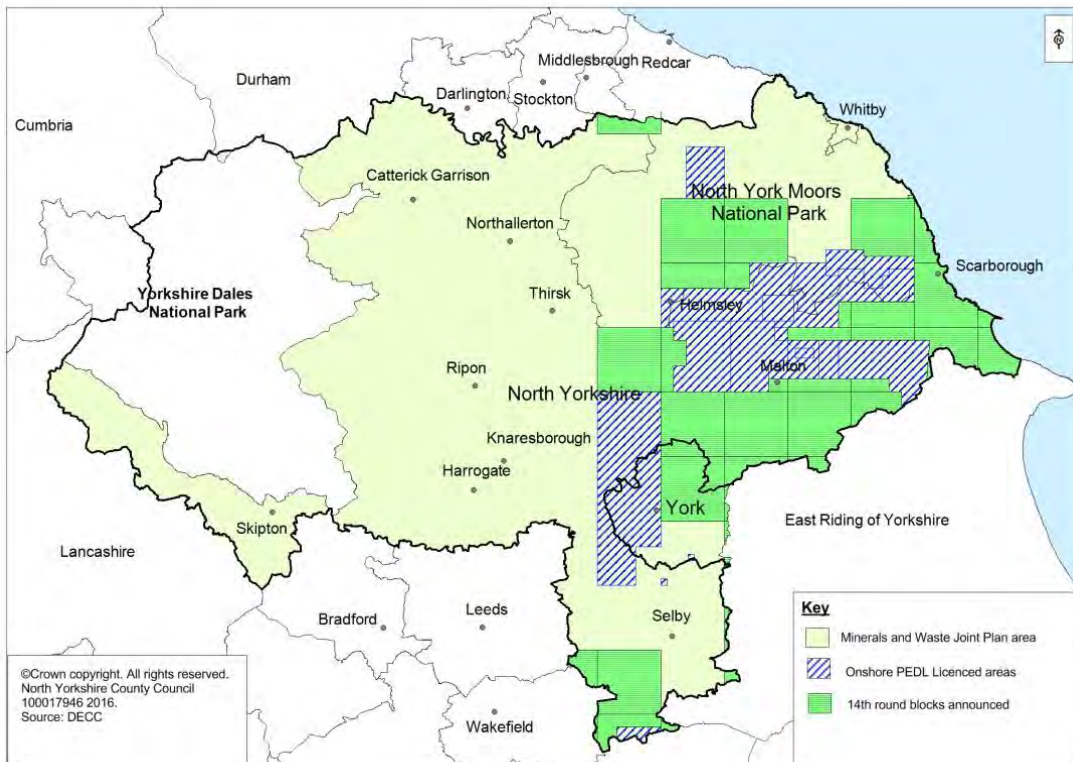 N
Middlesbrough
Redcar
Durham
Darlington
Stockton
Whitby
Cumbria
Catterick Garrison
North York Moors
National Park
Northallerton
Scarborough
Yorkshire Dales
National Park
Thirsk
Helmsley
Malton
Ripon
North Yorkshire
Knaresborough
Harrogate
York
Skipton
East Riding of Yorkshire
Lancashire
Bradford
Leeds
Selby
Wakefield
Key
Minerals and Waste Joint Plan area
Onshore PEDL Licenced areas
14th round blocks announced
©Crown copyright. All rights reserved.
North Yorkshire County Council
100017946 2016.
Source: DECC